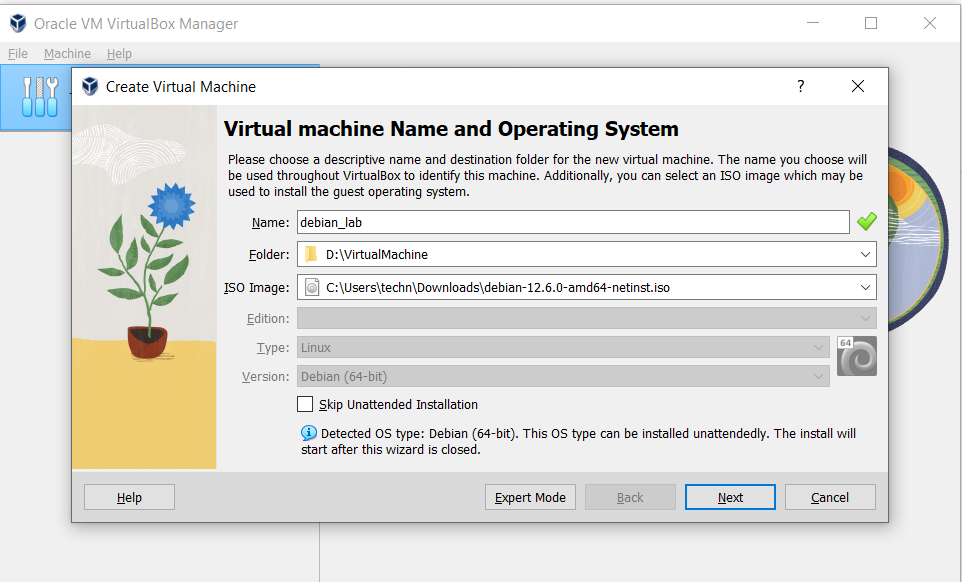 Oracle VM VirtualBox Manager
File Machine Help
Create Virtual Machine
?
Virtual machine Name and Operating System
Please choose a descriptive name and destination folder for the new virtual machine. The name you choose will
be used throughout VirtualBox to identify this machine. Additionally, you can select an ISO image which may be
used to install the guest operating system.
Name: debian_lab
Folder: D:\VirtualMachine
ISO Image: C:\Users\techn\Downloads\debian-12.6.0-amd64-netinst.iso
Edition:
Type: Linux
64
Version: Debian (64-bit)
Skip Unattended Installation
Detected OS type: Debian (64-bit). This OS type can be installed unattendedly. The install will
start after this wizard is closed.
Help Expert Mode Back Next Cancel